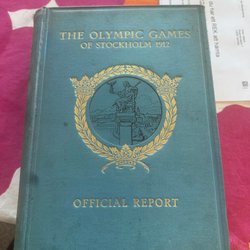 THE OLYMPIC GAMES
OF STOCKHOLM 1912
OFFICIAL REPORT